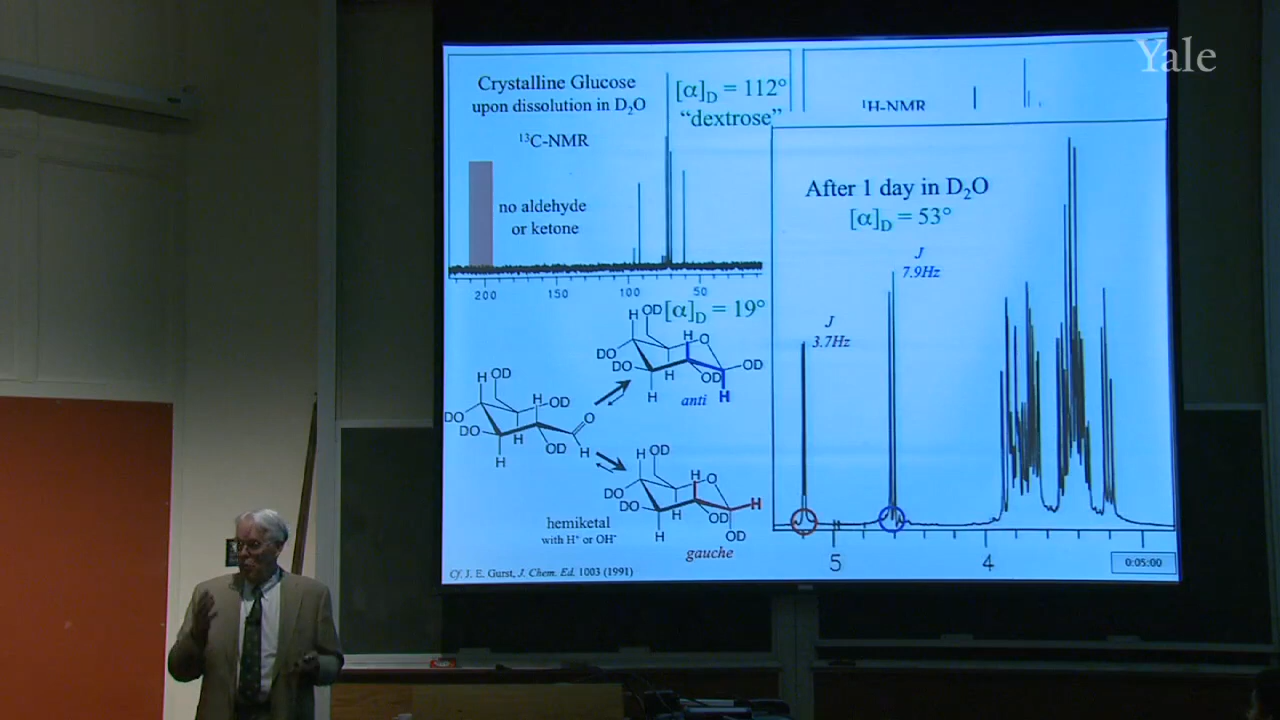 Yale
Crystalline Glucose
upon dissolution in D₂O
¹³C-NMR
[α]D = 112°
“dextrose”
no aldehyde
or ketone
200 150 100 50
¹H-NMR
After 1 day in D₂O
[α]D = 53°
J
7.9Hz
J
3.7Hz
5 4
0:05:00
[α]D = 19°
H OD
DO
DO
H
H
O
OD
OD
H
anti H
H OD
DO
DO
H
H
H
OD
O
OD
H
H OD
DO
DO
H
H
H
O
H
OD
OD
gauche
hemiketal
with H⁺ or OH⁻
Cf. J. E. Gurst, J. Chem. Ed. 1003 (1991)